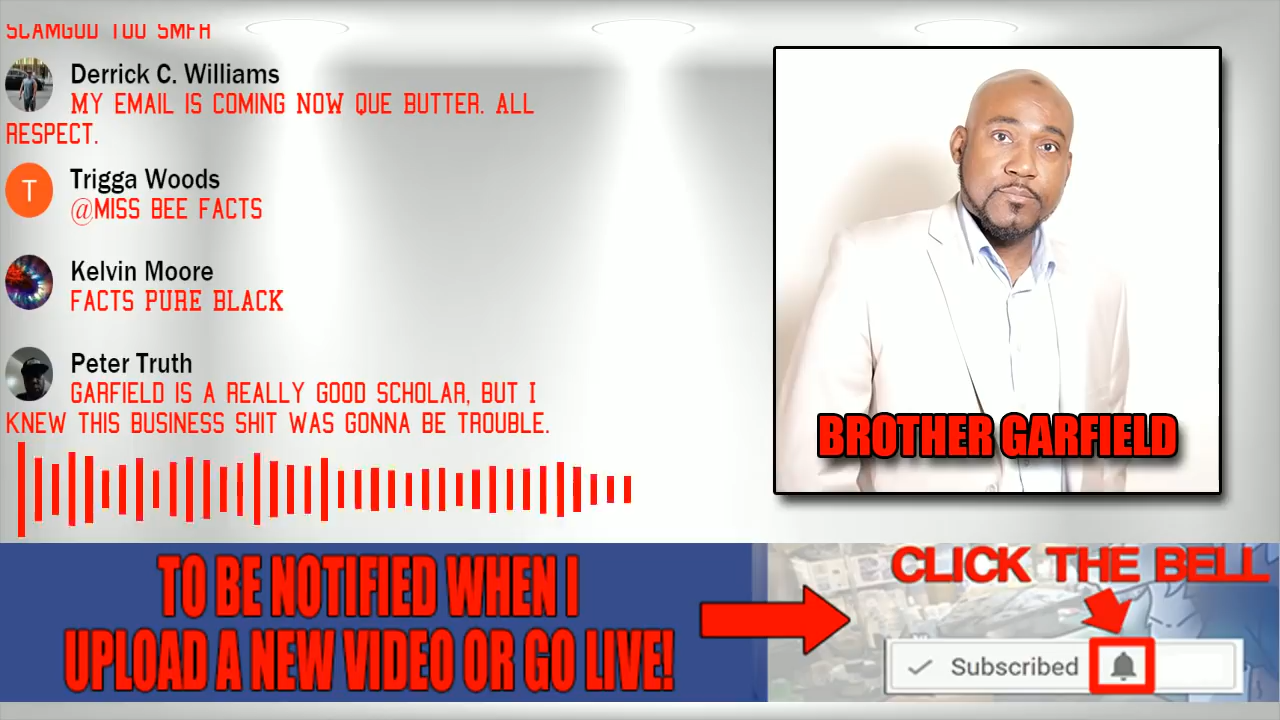 SCAMGOD TOO SMFH
Derrick C. Williams
MY EMAIL IS COMING NOW QUE BUTTER. ALL
RESPECT.
T
Trigga Woods
@MISS BEE FACTS
Kelvin Moore
FACTS PURE BLACK
Peter Truth
GARFIELD IS A REALLY GOOD SCHOLAR, BUT I
KNEW THIS BUSINESS SHIT WAS GONNA BE TROUBLE.
BROTHER GARFIELD
TO BE NOTIFIED WHEN I
UPLOAD A NEW VIDEO OR GO LIVE!
CLICK THE BELL
Subscribed